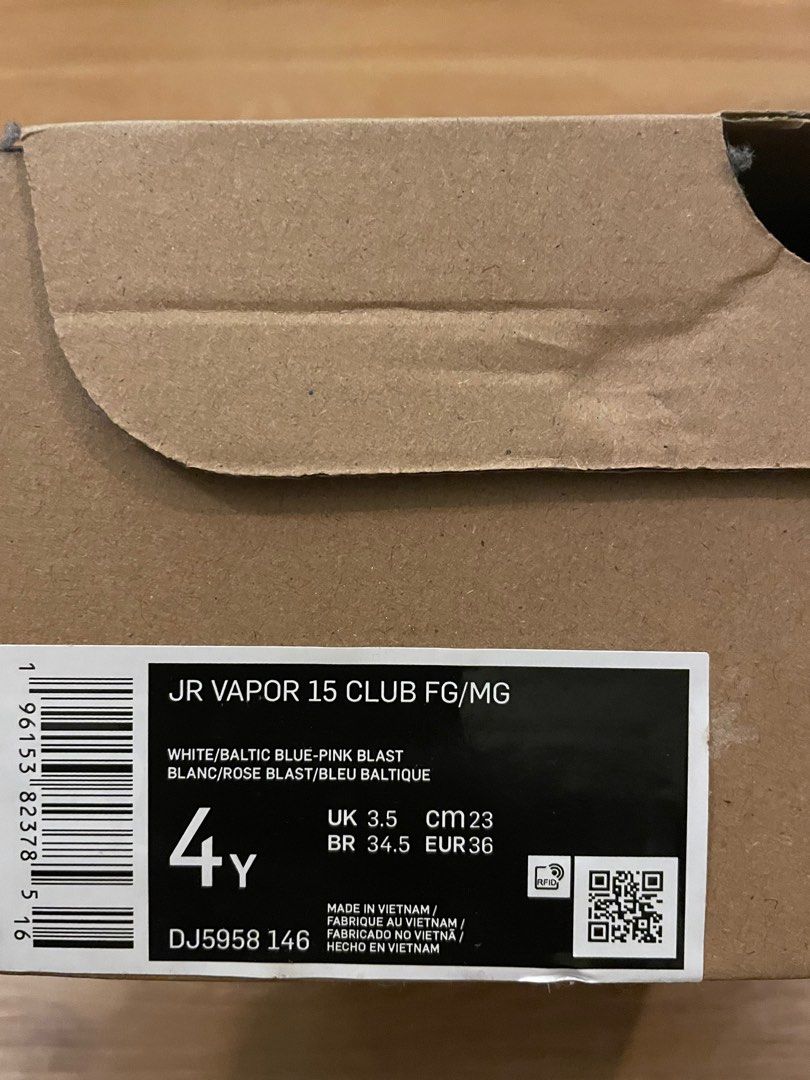 JR VAPOR 15 CLUB FG/MG
WHITE/BALTIC BLUE-PINK BLAST
BLANC/ROSE BLAST/BLEU BALTIQUE
4Y
UK 3.5 cm 23
BR 34.5 EUR 36
RFID
DJ5958 146
MADE IN VIETNAM /
FABRIQUE AU VIETNAM /
FABRICADO NO VIETNÃ /
HECHO EN VIETNAM
1 96153 82378 5 16